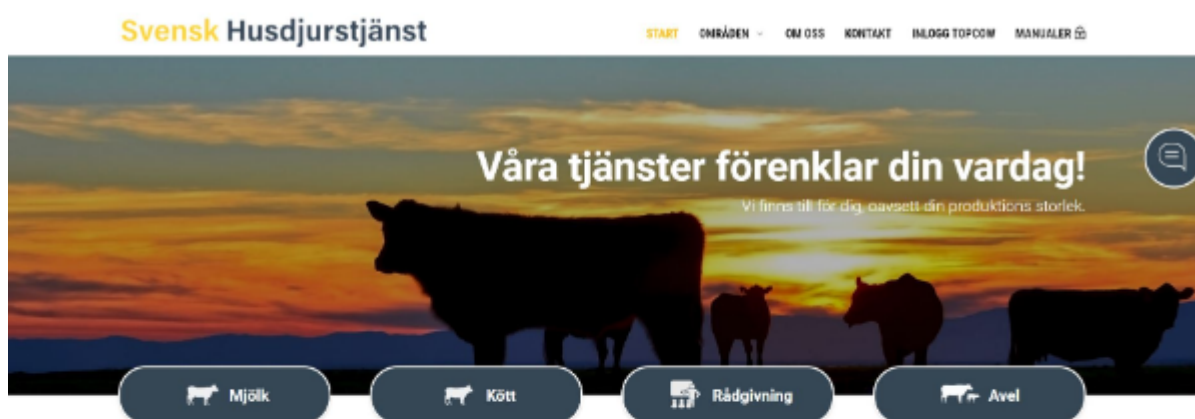 Svensk Husdjurstjänst
START OMRÅDEN OM OSS KONTAKT INLOGG TOPCOW MANUALER
Våra tjänster förenklar din vardag!
Vi finns till för dig, oavsett din produktions storlek.
Mjölk Kött Rådgivning Avel